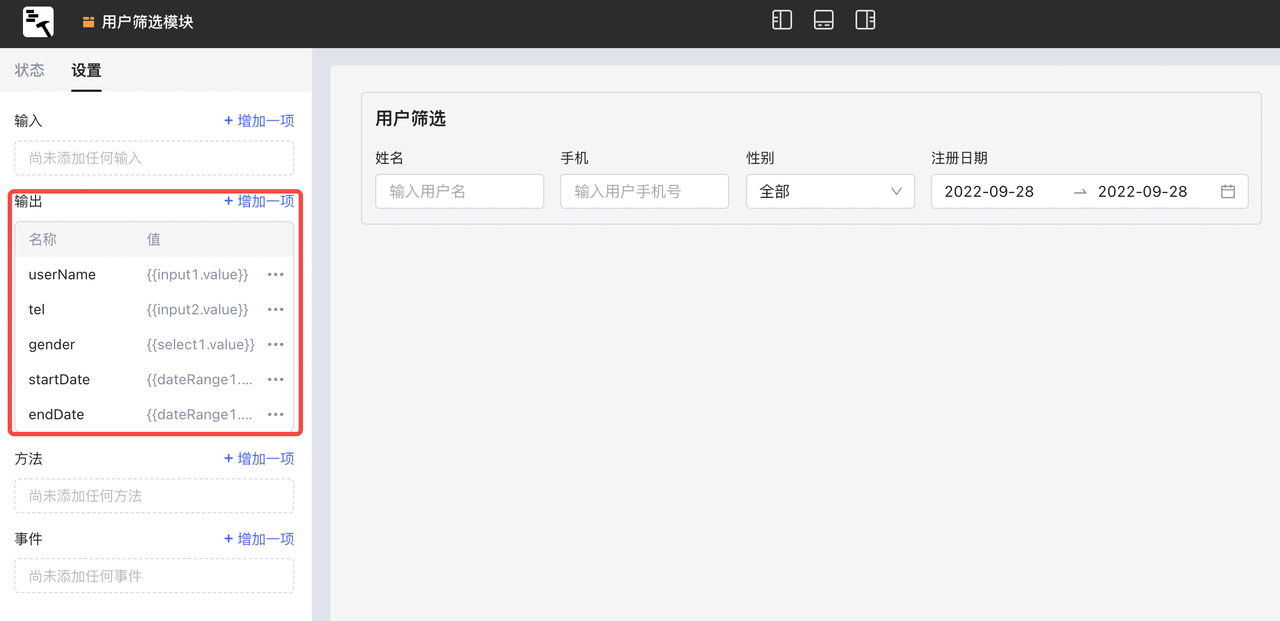 用户筛选模块
状态 设置
输入 + 增加一项
尚未添加任何输入
输出 + 增加一项
名称 值
userName {{input1.value}} •••
tel {{input2.value}} •••
gender {{select1.value}} •••
startDate {{dateRange1.... •••
endDate {{dateRange1.... •••
方法 + 增加一项
尚未添加任何方法
事件 + 增加一项
尚未添加任何事件
用户筛选
姓名 手机 性别 注册日期
输入用户名 输入用户手机号 全部 2022-09-28 → 2022-09-28